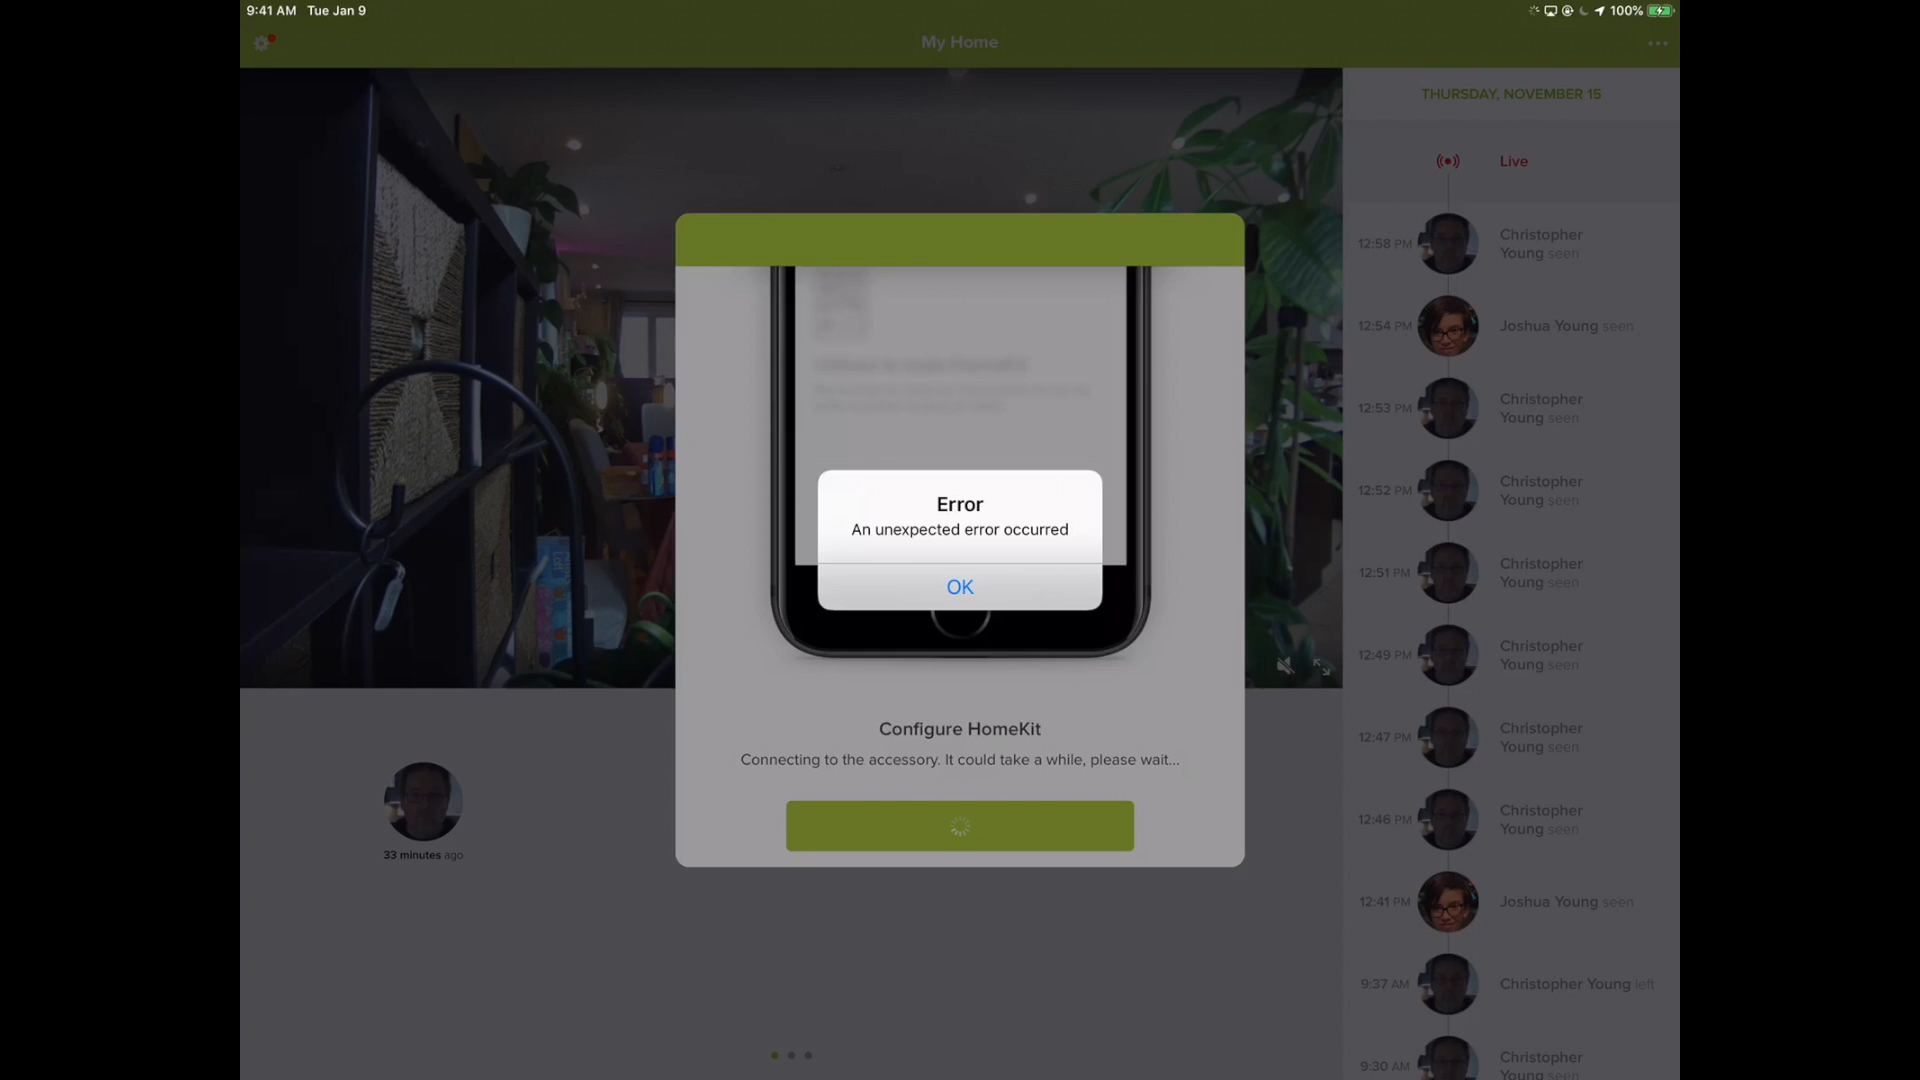 9:41 AM Tue Jan 9
100%
My Home
THURSDAY, NOVEMBER 15
Live
12:58 PM
Christopher
Young seen
12:54 PM
Joshua Young seen
12:53 PM
Christopher
Young seen
12:52 PM
Christopher
Young seen
12:51 PM
Christopher
Young seen
12:49 PM
Christopher
Young seen
12:47 PM
Christopher
Young seen
12:46 PM
Christopher
Young seen
12:41 PM
Joshua Young seen
9:37 AM
Christopher Young left
9:30 AM
Christopher
Young seen
Error
An unexpected error occurred
OK
Configure HomeKit
Connecting to the accessory. It could take a while, please wait...
33 minutes ago